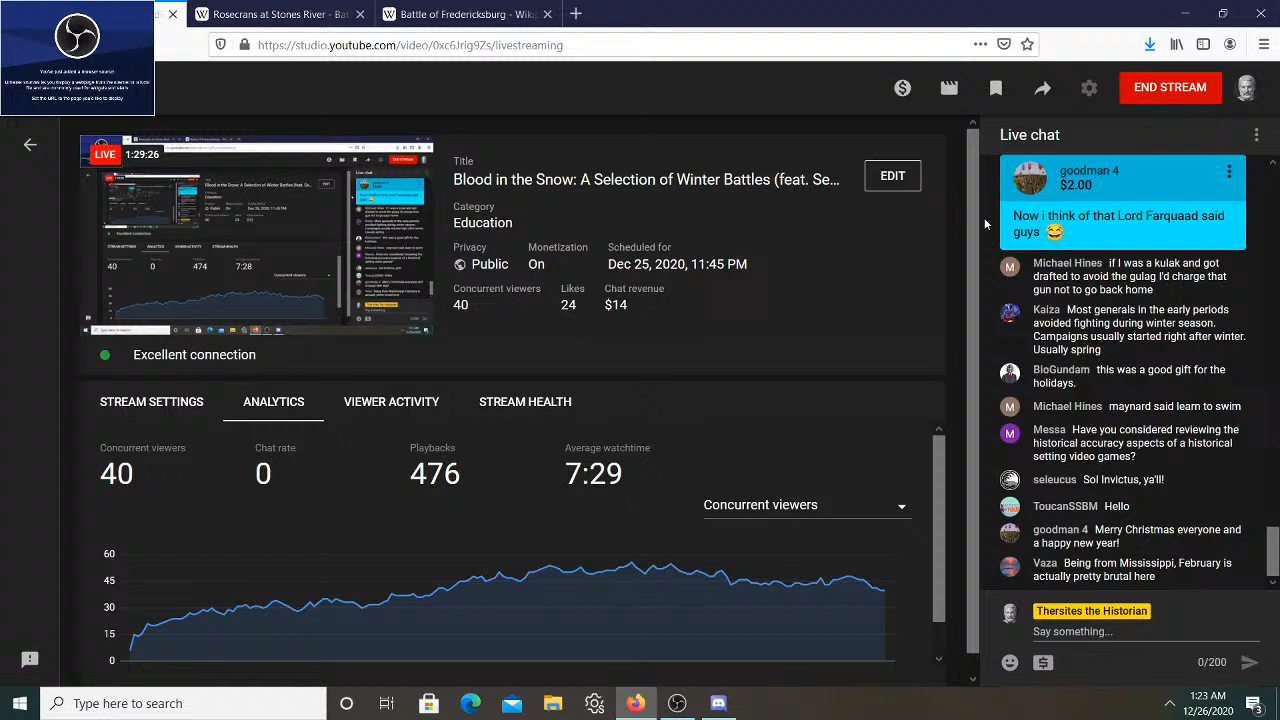 You've just added a browser source!
Rosecrans at Stones River - Bat
Battle of Fredericksburg - Wiki
https://studio.youtube.com/video/0xc6Jrig9Zs/livestreaming
END STREAM
LIVE 1:29:26
Title
Blood in the Snow: A Selection of Winter Battles (feat. Se...
EDIT
Category
Education
Privacy
Public
Monetization
On
Scheduled for
Dec 25, 2020, 11:45 PM
Concurrent viewers
40
Likes
24
Chat revenue
$14
Excellent connection
STREAM SETTINGS
ANALYTICS
VIEWER ACTIVITY
STREAM HEALTH
Concurrent viewers
40
Chat rate
0
Playbacks
476
Average watchtime
7:29
Concurrent viewers
60
45
30
15
0
Live chat
goodman 4
$2.00
Now i think of that Lord Farquaad said
guys 😂
Michael Hines if I was a kulak and got
drafted to avoid the gulag I'd charge that
gun not to go back home
Kaiza Most generals in the early periods
avoided fighting during winter season.
Campaigns usually started right after winter.
Usually spring
BloGundam this was a good gift for the
holidays.
Michael Hines maynard said learn to swim
Messa Have you considered reviewing the
historical accuracy aspects of a historical
setting video games?
seleucus Sol Invictus, ya'll!
ToucanSSBM Hello
goodman 4 Merry Christmas everyone and
a happy new year!
Vaza Being from Mississippi, February is
actually pretty brutal here
Thersites the Historian
Say something...
0/200
Type here to search
1:23 AM
12/26/2020
3